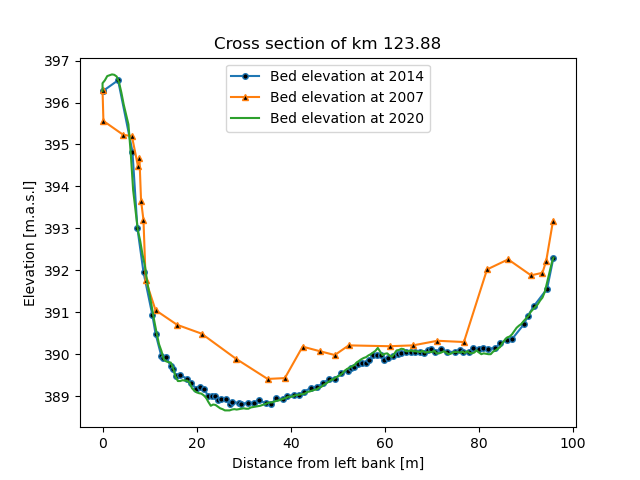 Cross section of km 123.88
Bed elevation at 2014
Bed elevation at 2007
Bed elevation at 2020
Elevation [m.a.s.l]
397
396
395
394
393
392
391
390
389
0 20 40 60 80 100
Distance from left bank [m]